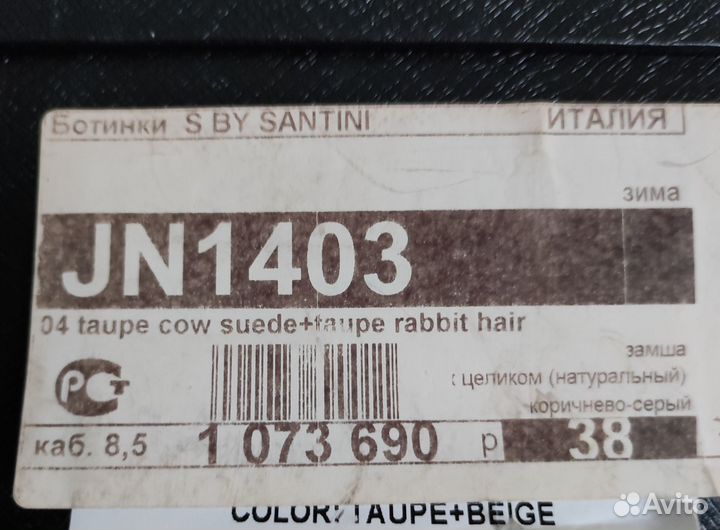 Ботинки S BY SANTINI ИТАЛИЯ
зима
JN1403
04 taupe cow suede+taupe rabbit hair
замша
: целиком (натуральный)
коричнево-серый
РСТ
каб. 8,5 1 073 690 р 38
COLOR: TAUPE+BEIGE
Avito